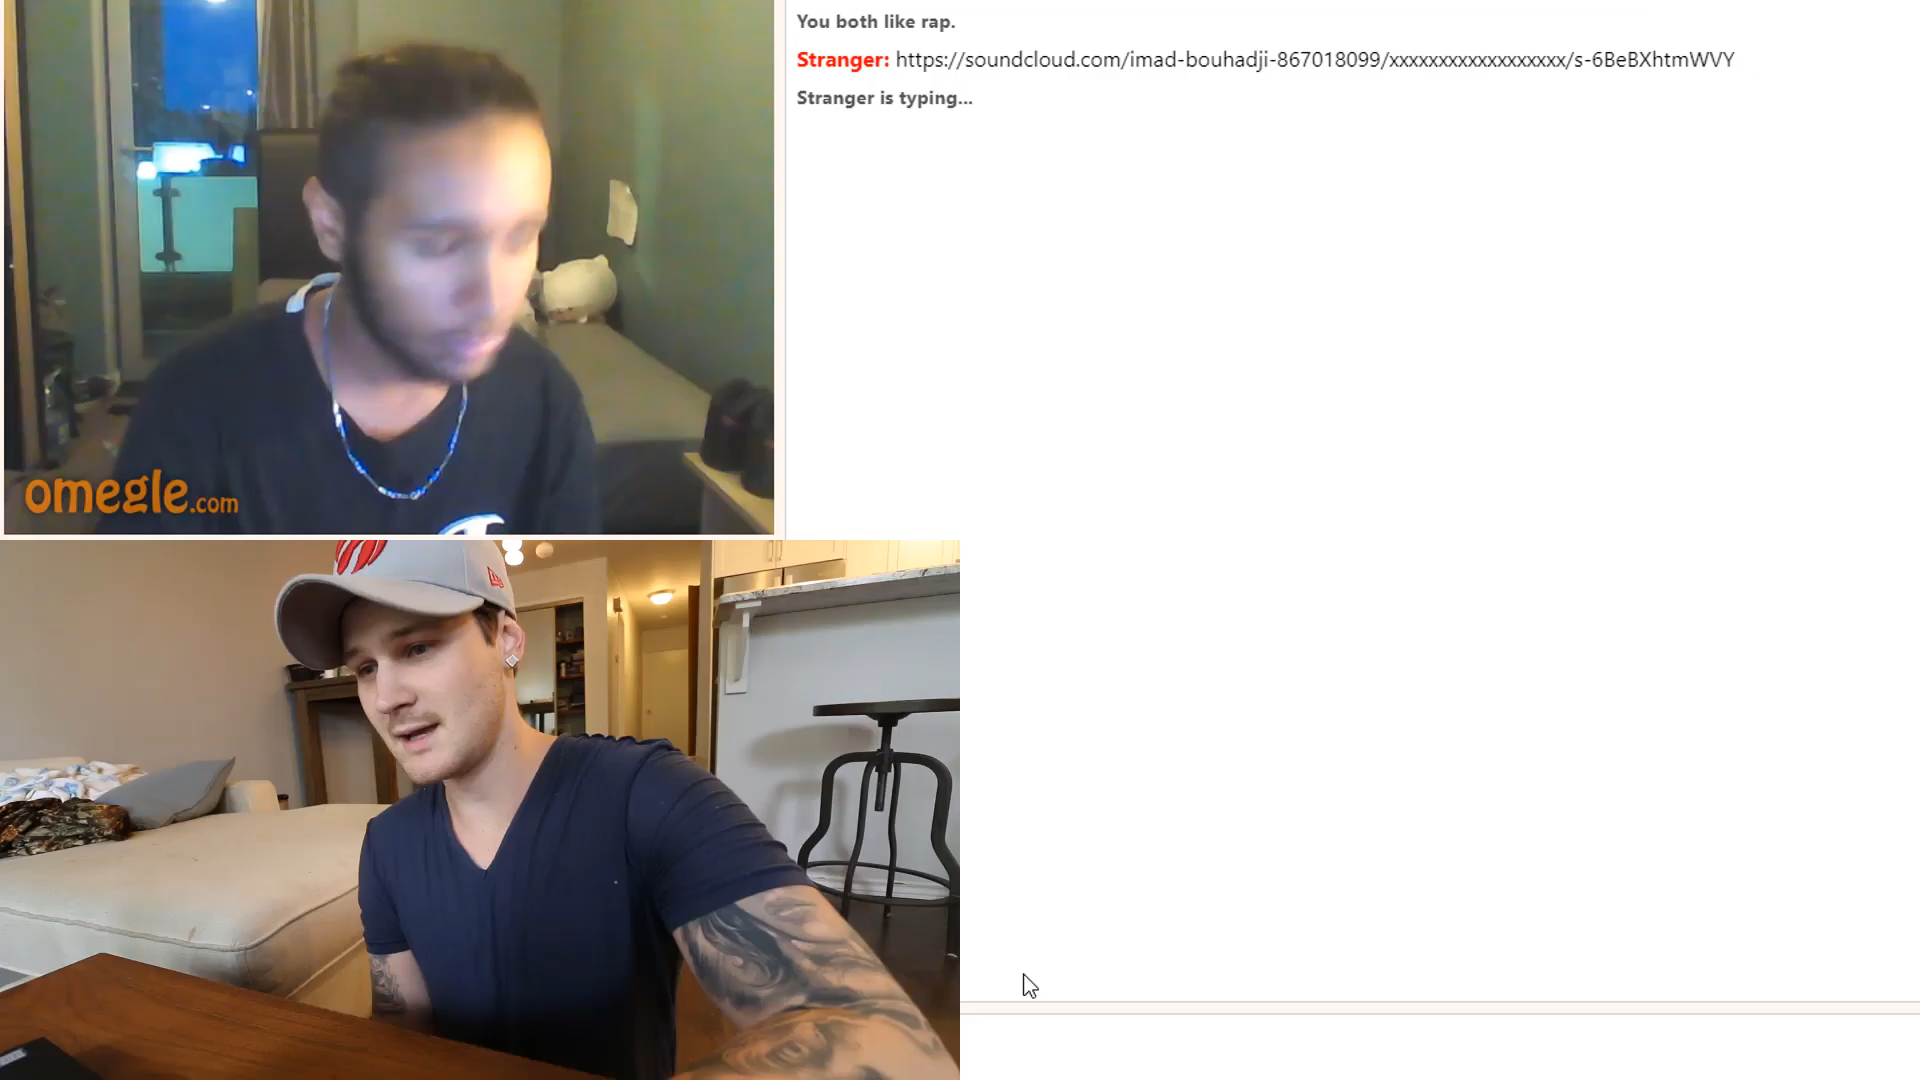 You both like rap.
Stranger: https://soundcloud.com/imad-bouhadji-867018099/xxxxxxxxxxxxxxxxxx/s-6BeBXhtmWVY
Stranger is typing...
omegle.com